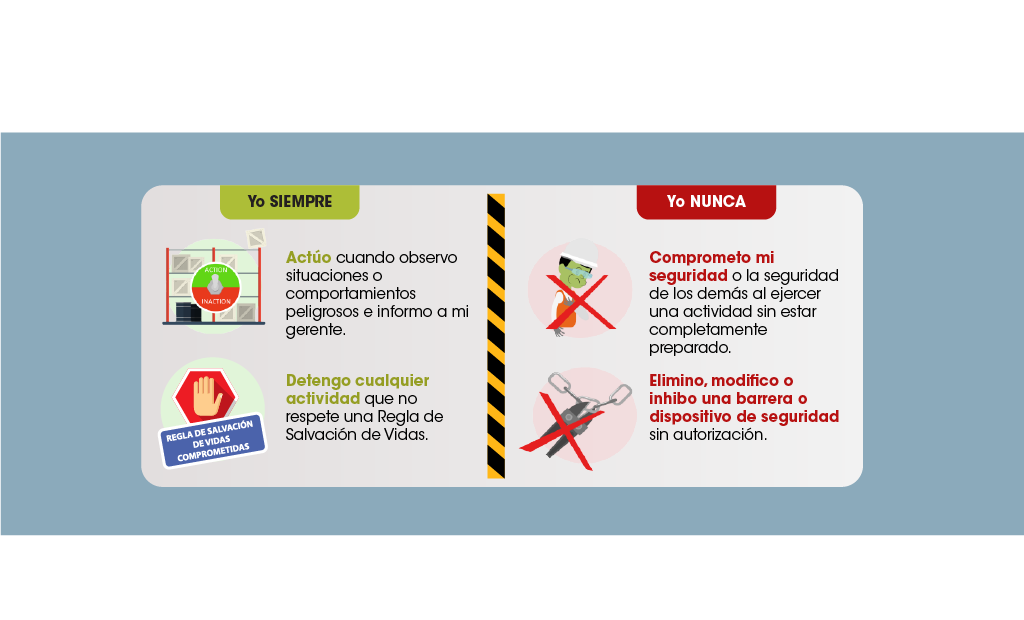 Yo SIEMPRE
ACTION
INACTION
Actúo cuando observo
situaciones o
comportamientos
peligrosos e informo a mi
gerente.
REGLA DE SALVACIÓN
DE VIDAS
COMPROMETIDAS
Detengo cualquier
actividad que no
respete una Regla de
Salvación de Vidas.
Yo NUNCA
Comprometo mi
seguridad o la seguridad
de los demás al ejercer
una actividad sin estar
completamente
preparado.
Elimino, modifico o
inhibo una barrera o
dispositivo de seguridad
sin autorización.